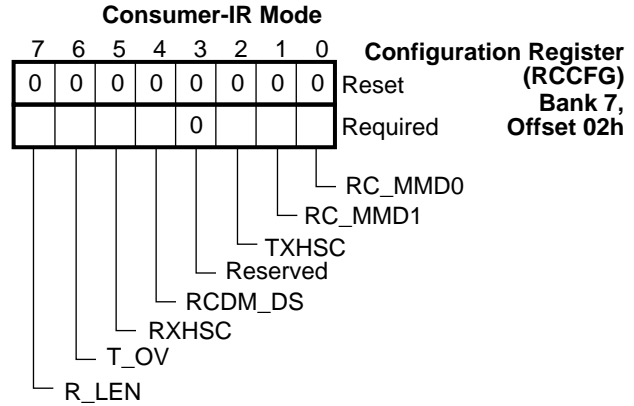 Consumer-IR Mode
7 6 5 4 3 2 1 0
Configuration Register
(RCCFG)
Bank 7,
Offset 02h
0 0 0 0 0 0 0 0 Reset
0 Required
RC_MMD0
RC_MMD1
TXHSC
Reserved
RCDM_DS
RXHSC
T_OV
R_LEN